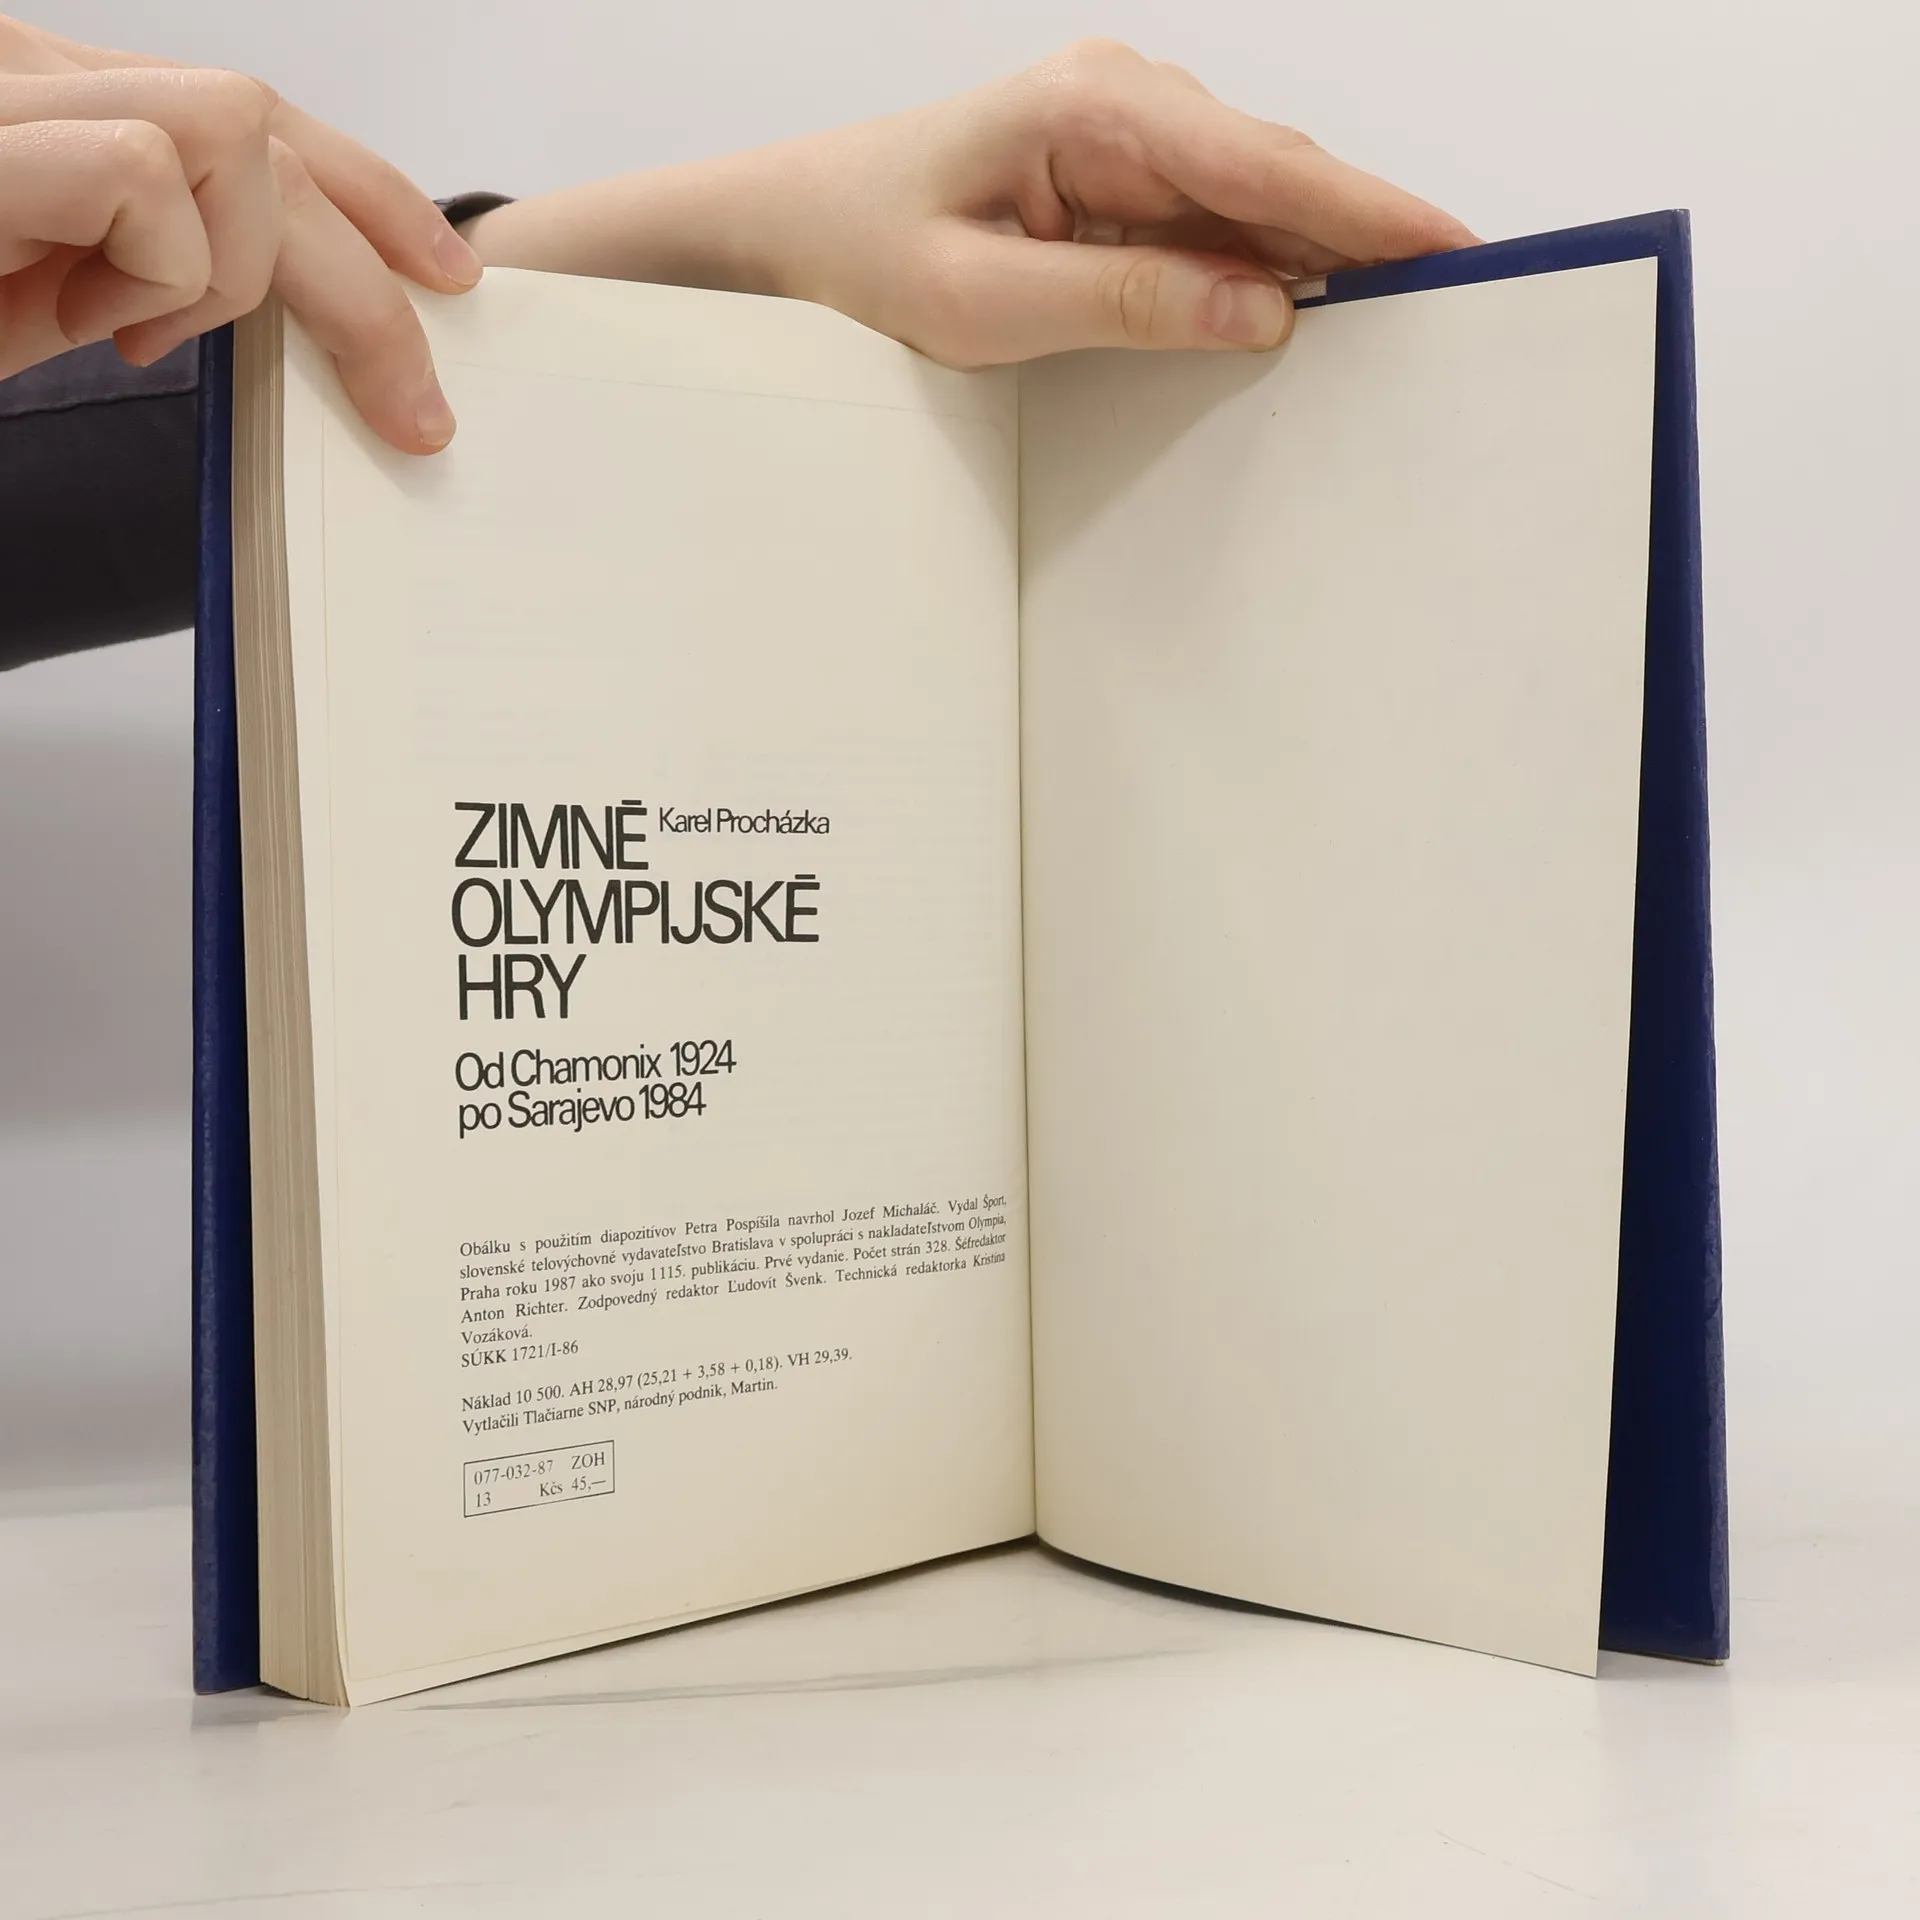 ZIMNÉ Karel Procházka
OLYMPIJSKÉ
HRY
Od Chamonix 1924
po Sarajevo 1984
Obálku s použitím diapozitívov Petra Pospíšila navrhol Jozef Michaláč. Vydal Šport,
slovenské telovýchovné vydavateľstvo Bratislava v spolupráci s nakladateľstvom Olympia,
Praha roku 1987 ako svoju 1115. publikáciu. Prvé vydanie. Počet strán 328. Šéfredaktor
Anton Richter. Zodpovedný redaktor Ľudovít Švenk. Technická redaktorka Kristína
Vozáková.
SÚKK 1721/I-86
Náklad 10 500. AH 28,97 (25,21 + 3,58 + 0,18). VH 29,39.
Vytlačili Tlačiarne SNP, národný podnik, Martin.
077-032-87 ZOH
13 Kčs 45,—